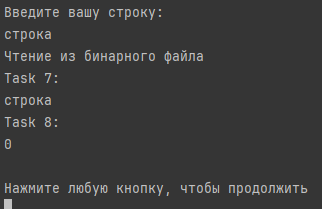 Введите вашу строку:
строка
Чтение из бинарного файла
Task 7:
строка
Task 8:
0
Нажмите любую кнопку, чтобы продолжить